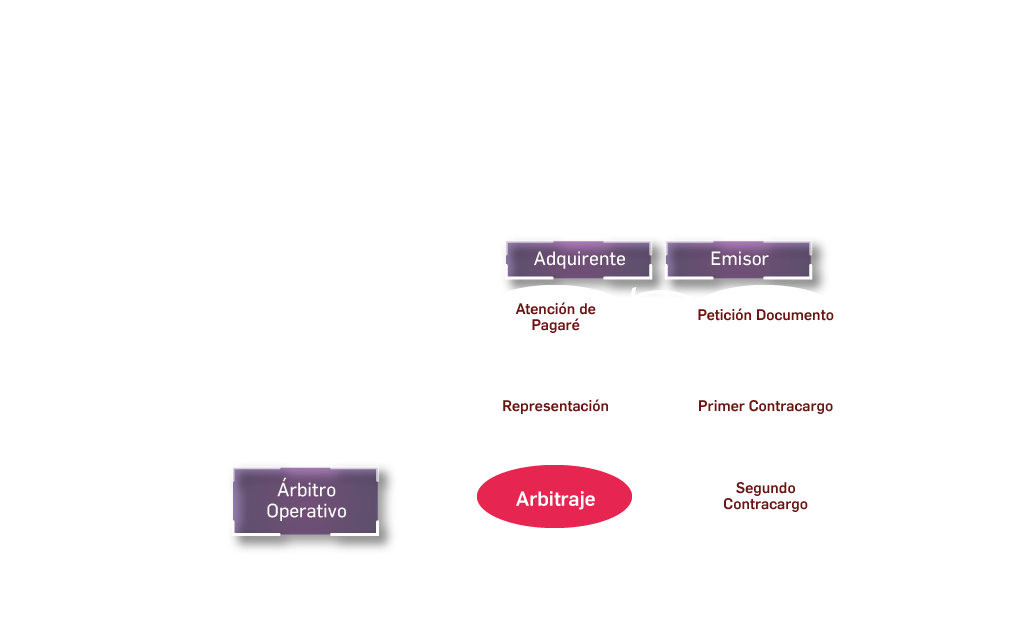 Adquirente
Emisor
Atención de
Pagaré
Petición Documento
Representación
Primer Contracargo
Árbitro
Operativo
Arbitraje
Segundo
Contracargo